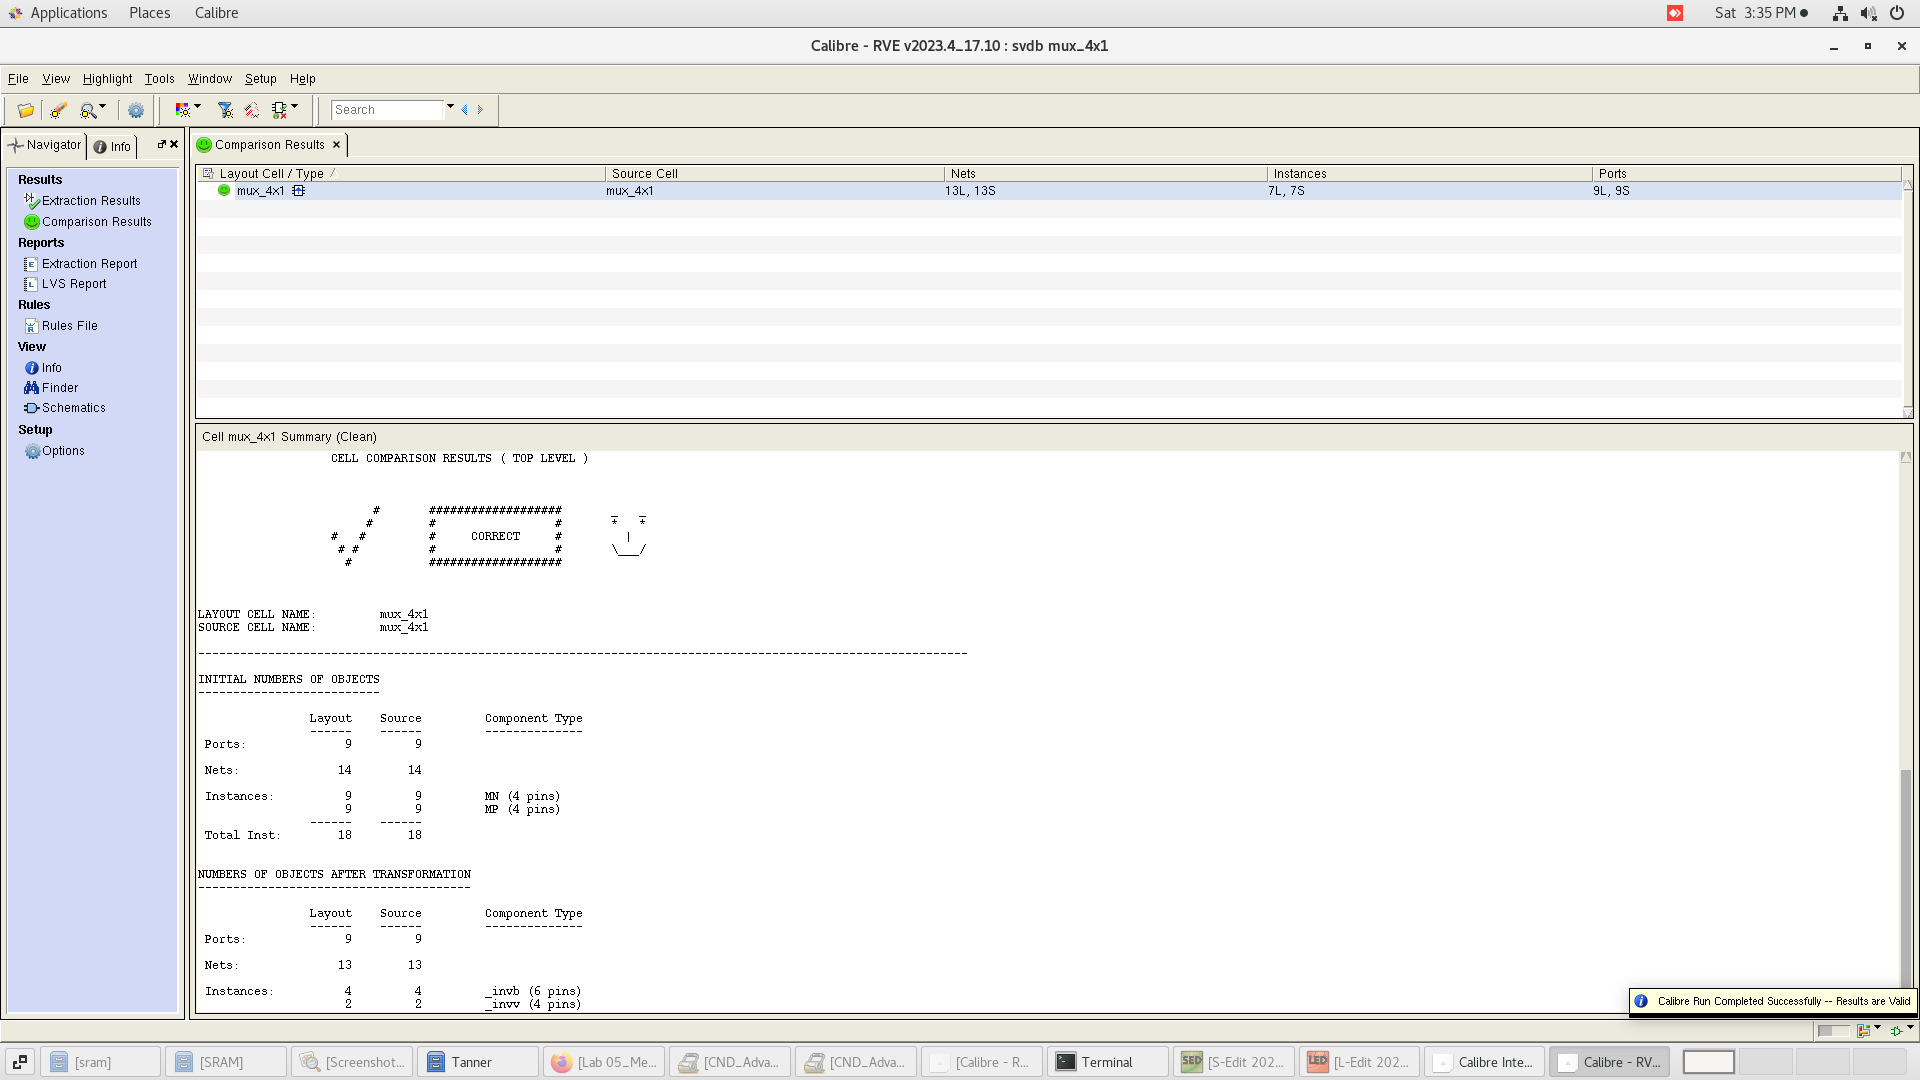 Applications Places Calibre Sat 3:35 PM
Calibre - RVE v2023.4_17.10 : svdb mux_4x1
File View Highlight Tools Window Setup Help
Search
Navigator Info
Comparison Results
Results
Extraction Results
Comparison Results
Reports
Extraction Report
LVS Report
Rules
Rules File
View
Info
Finder
Schematics
Setup
Options
Layout Cell / Type Source Cell Nets Instances Ports
mux_4x1 mux_4x1 13L, 13S 7L, 7S 9L, 9S
Cell mux_4x1 Summary (Clean)
CELL COMPARISON RESULTS ( TOP LEVEL )
# ################### _ _
# # # * *
# # # CORRECT # |
# # # # \___/
# ###################
LAYOUT CELL NAME: mux_4x1
SOURCE CELL NAME: mux_4x1
--------------------------------------------------------------------------------------------------------------
INITIAL NUMBERS OF OBJECTS
--------------------------
Layout Source Component Type
------ ------ --------------
Ports: 9 9
Nets: 14 14
Instances: 9 9 MN (4 pins)
9 9 MP (4 pins)
------ ------
Total Inst: 18 18
NUMBERS OF OBJECTS AFTER TRANSFORMATION
---------------------------------------
Layout Source Component Type
------ ------ --------------
Ports: 9 9
Nets: 13 13
Instances: 4 4 _invb (6 pins)
2 2 _invv (4 pins)
Calibre Run Completed Successfully -- Results are Valid
[sram] [SRAM] [Screenshot... Tanner [Lab 05_Me... [CND_Adva... [CND_Adva... [Calibre - R... Terminal [S-Edit 202... [L-Edit 202... Calibre Inte... Calibre - RV...